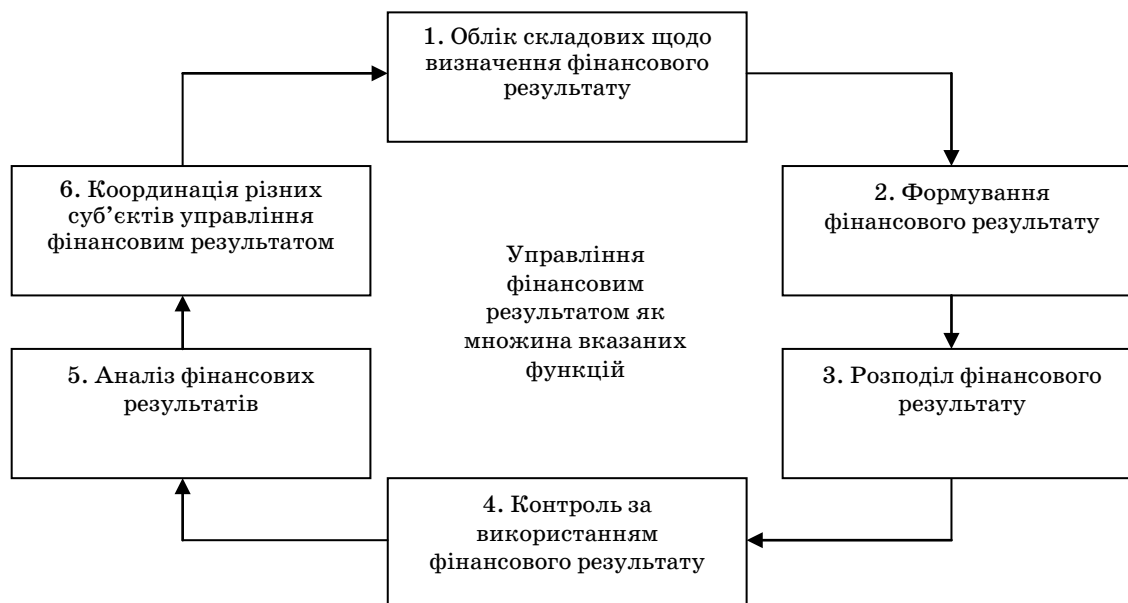 1. Облік складових щодо
визначення фінансового
результату
2. Формування
фінансового результату
3. Розподіл фінансового
результату
4. Контроль за
використанням
фінансового результату
5. Аналіз фінансових
результатів
6. Координація різних
суб’єктів управління
фінансовим результатом
Управління
фінансовим
результатом як
множина вказаних
функцій